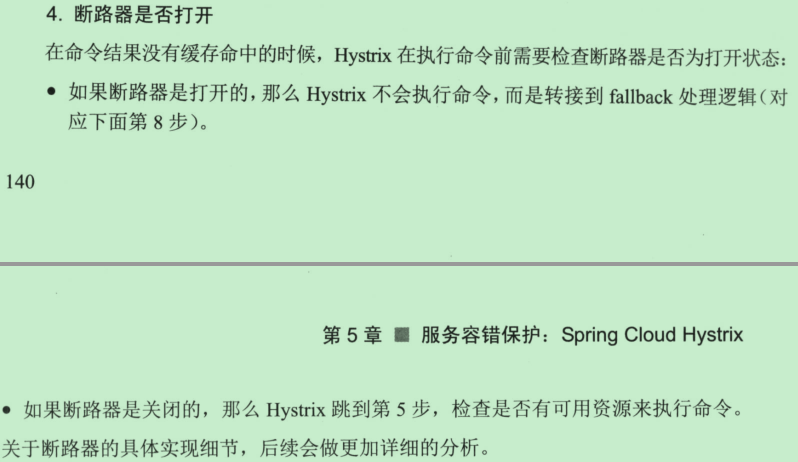 4. 断路器是否打开
在命令结果没有缓存命中的时候，Hystrix 在执行命令前需要检查断路器是否为打开状态：
• 如果断路器是打开的，那么 Hystrix 不会执行命令，而是转接到 fallback 处理逻辑（对
应下面第 8 步）。
140
第 5 章 ■ 服务容错保护：Spring Cloud Hystrix
• 如果断路器是关闭的，那么 Hystrix 跳到第 5 步，检查是否有可用资源来执行命令。
关于断路器的具体实现细节，后续会做更加详细的分析。